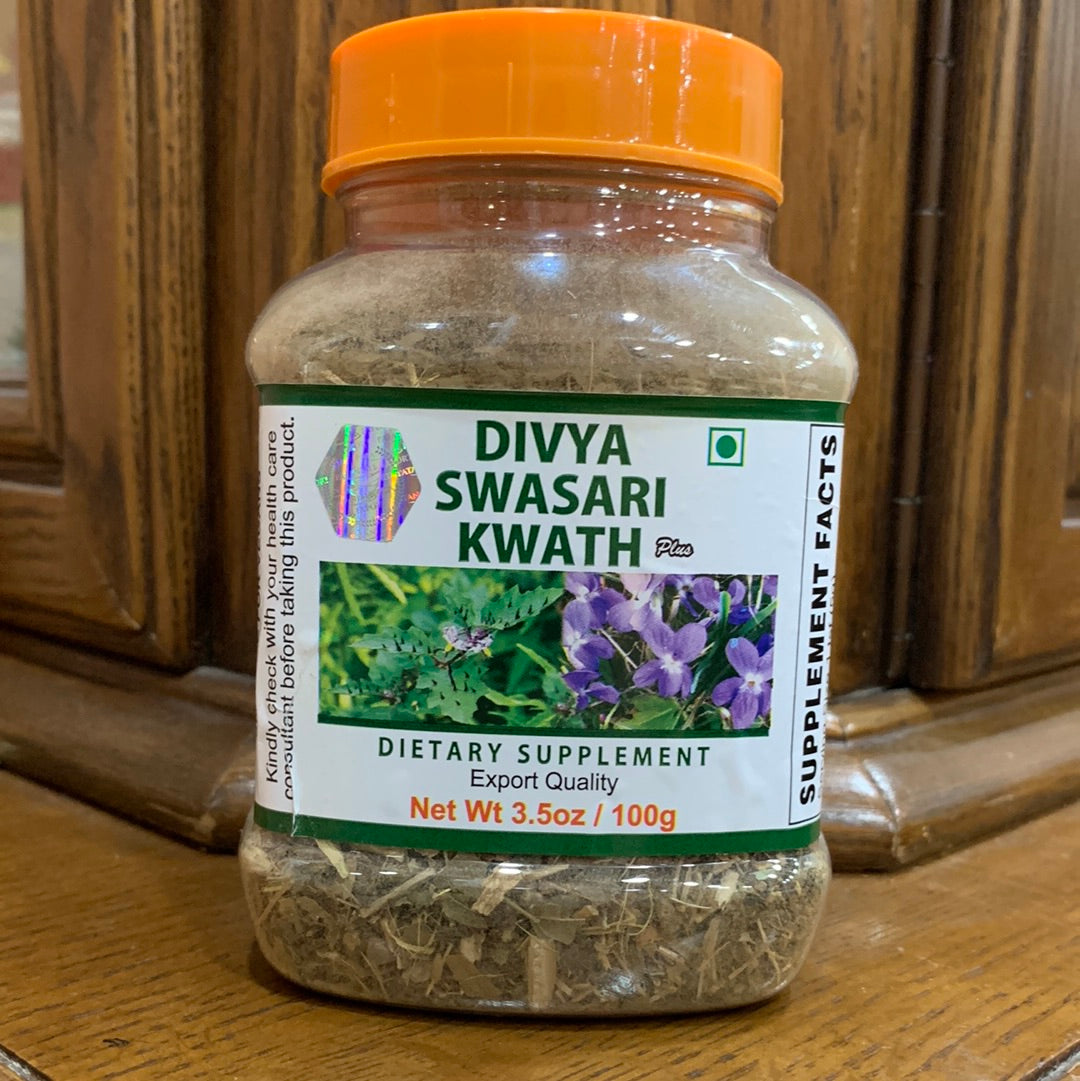 Kindly check with your health care
consultant before taking this product.
DIVYA
SWASARI
KWATH Plus
DIETARY SUPPLEMENT
Export Quality
Net Wt 3.5oz / 100g
SUPPLEMENT FACTS